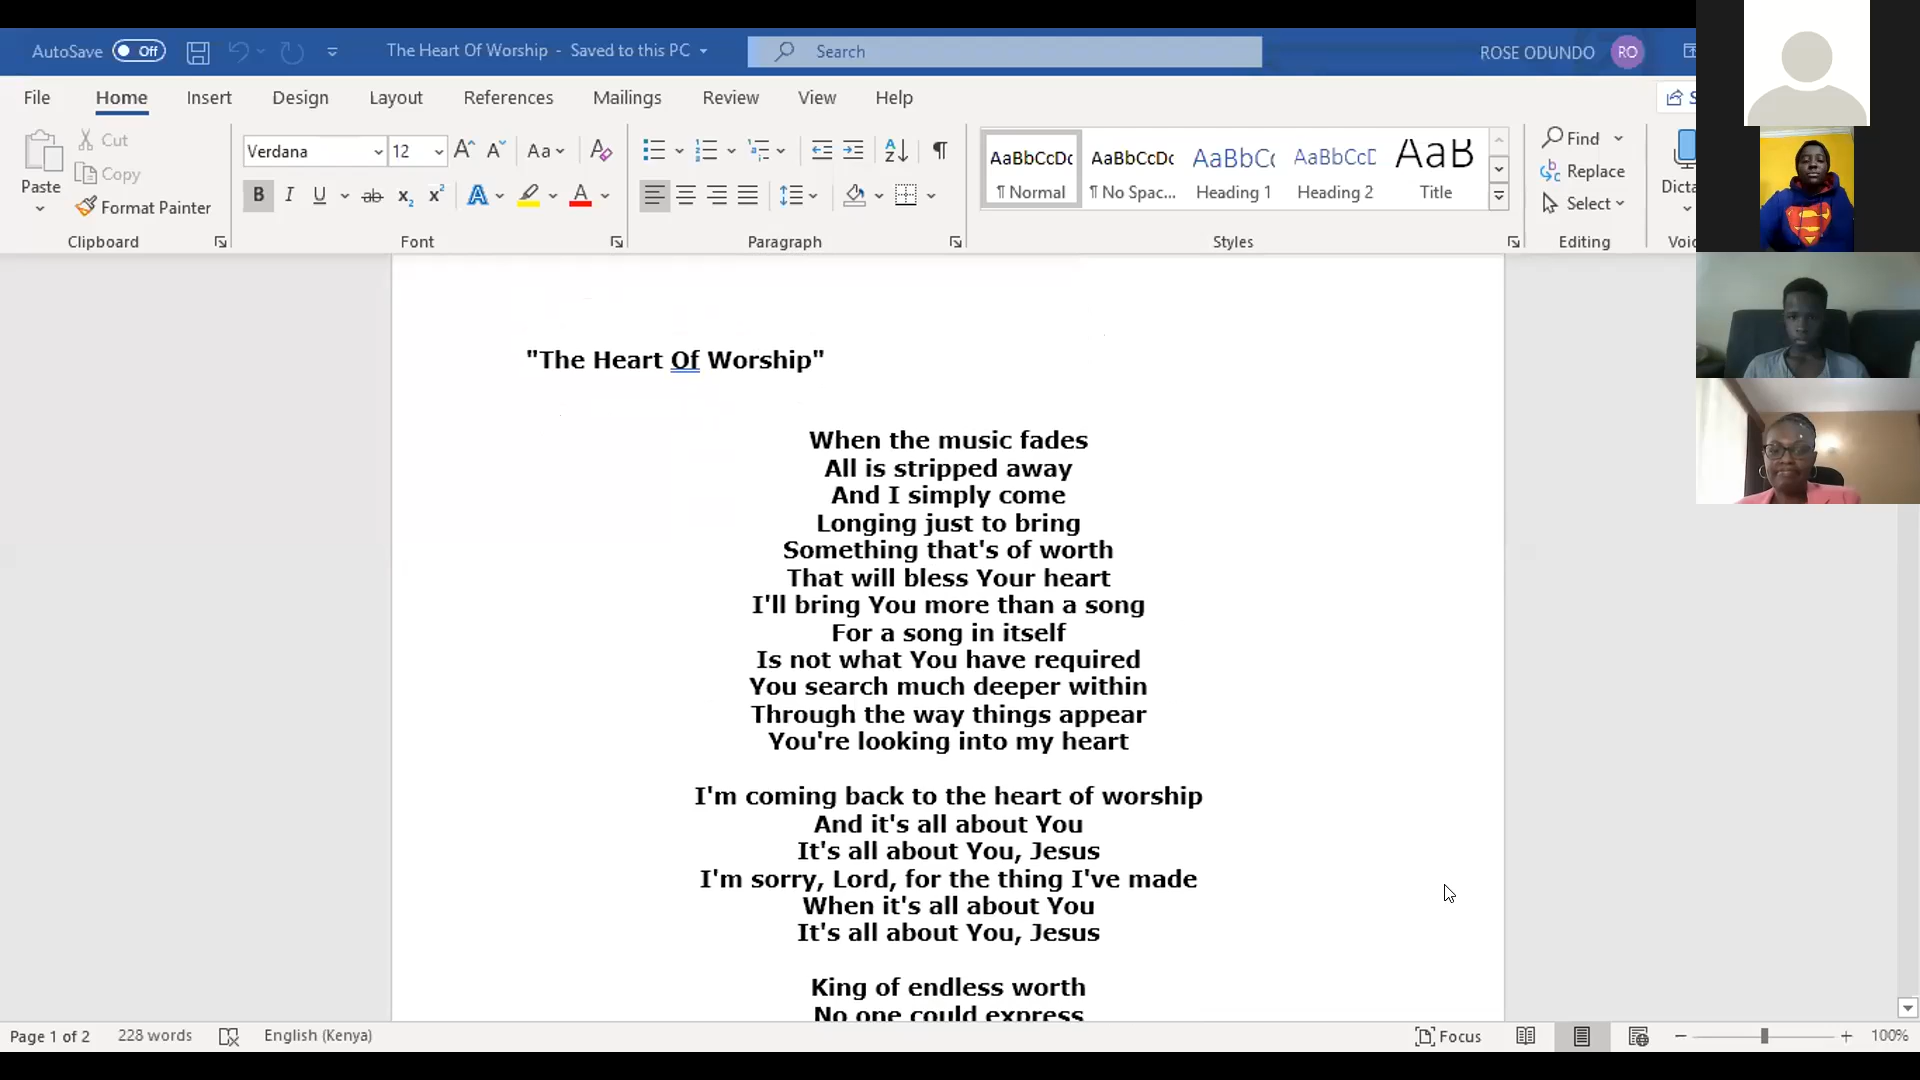 AutoSave Off The Heart Of Worship - Saved to this PC Search ROSE ODUNDO RO
File Home Insert Design Layout References Mailings Review View Help S
Paste Cut Copy Format Painter
Clipboard
Verdana 12 Aa
B I U ab x₂ x² A A
Font
Paragraph
AaBbCcDc AaBbCcDc AaBbCc AaBbCcD AaB
¶ Normal ¶ No Spac... Heading 1 Heading 2 Title
Styles
Find
Replace
Select
Editing
Dicta
Voic
"The Heart Of Worship"
When the music fades
All is stripped away
And I simply come
Longing just to bring
Something that's of worth
That will bless Your heart
I'll bring You more than a song
For a song in itself
Is not what You have required
You search much deeper within
Through the way things appear
You're looking into my heart
I'm coming back to the heart of worship
And it's all about You
It's all about You, Jesus
I'm sorry, Lord, for the thing I've made
When it's all about You
It's all about You, Jesus
King of endless worth
No one could express
Page 1 of 2 228 words English (Kenya) Focus 100%